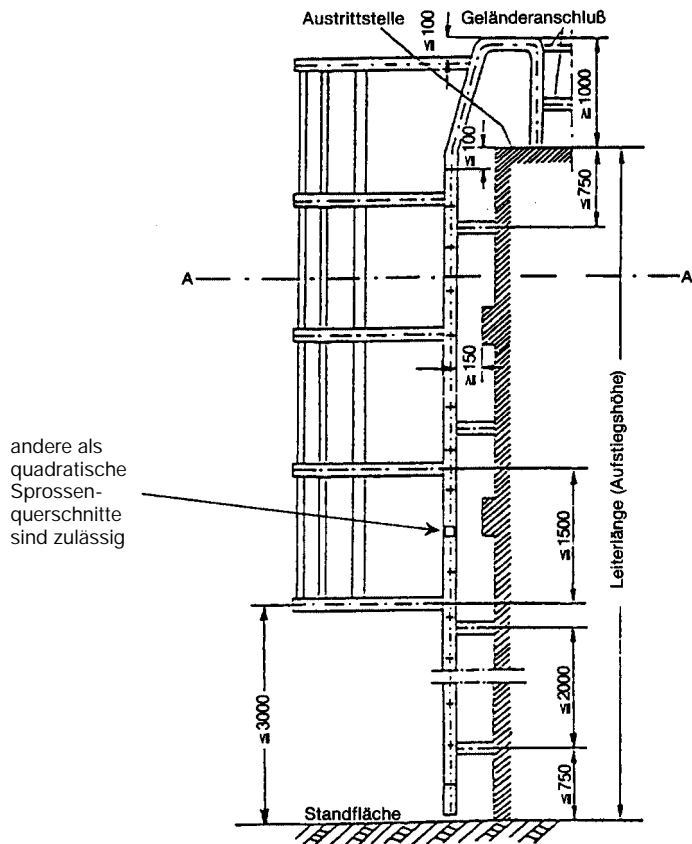 Austrittstelle
Geländeranschluß
≤100
≥1000
≤100
≤750
A
A
≥150
andere als
quadratische
Sprossen-
querschnitte
sind zulässig
Leiterlänge (Aufstiegshöhe)
≤1500
≤3000
≤2000
≤750
Standfläche